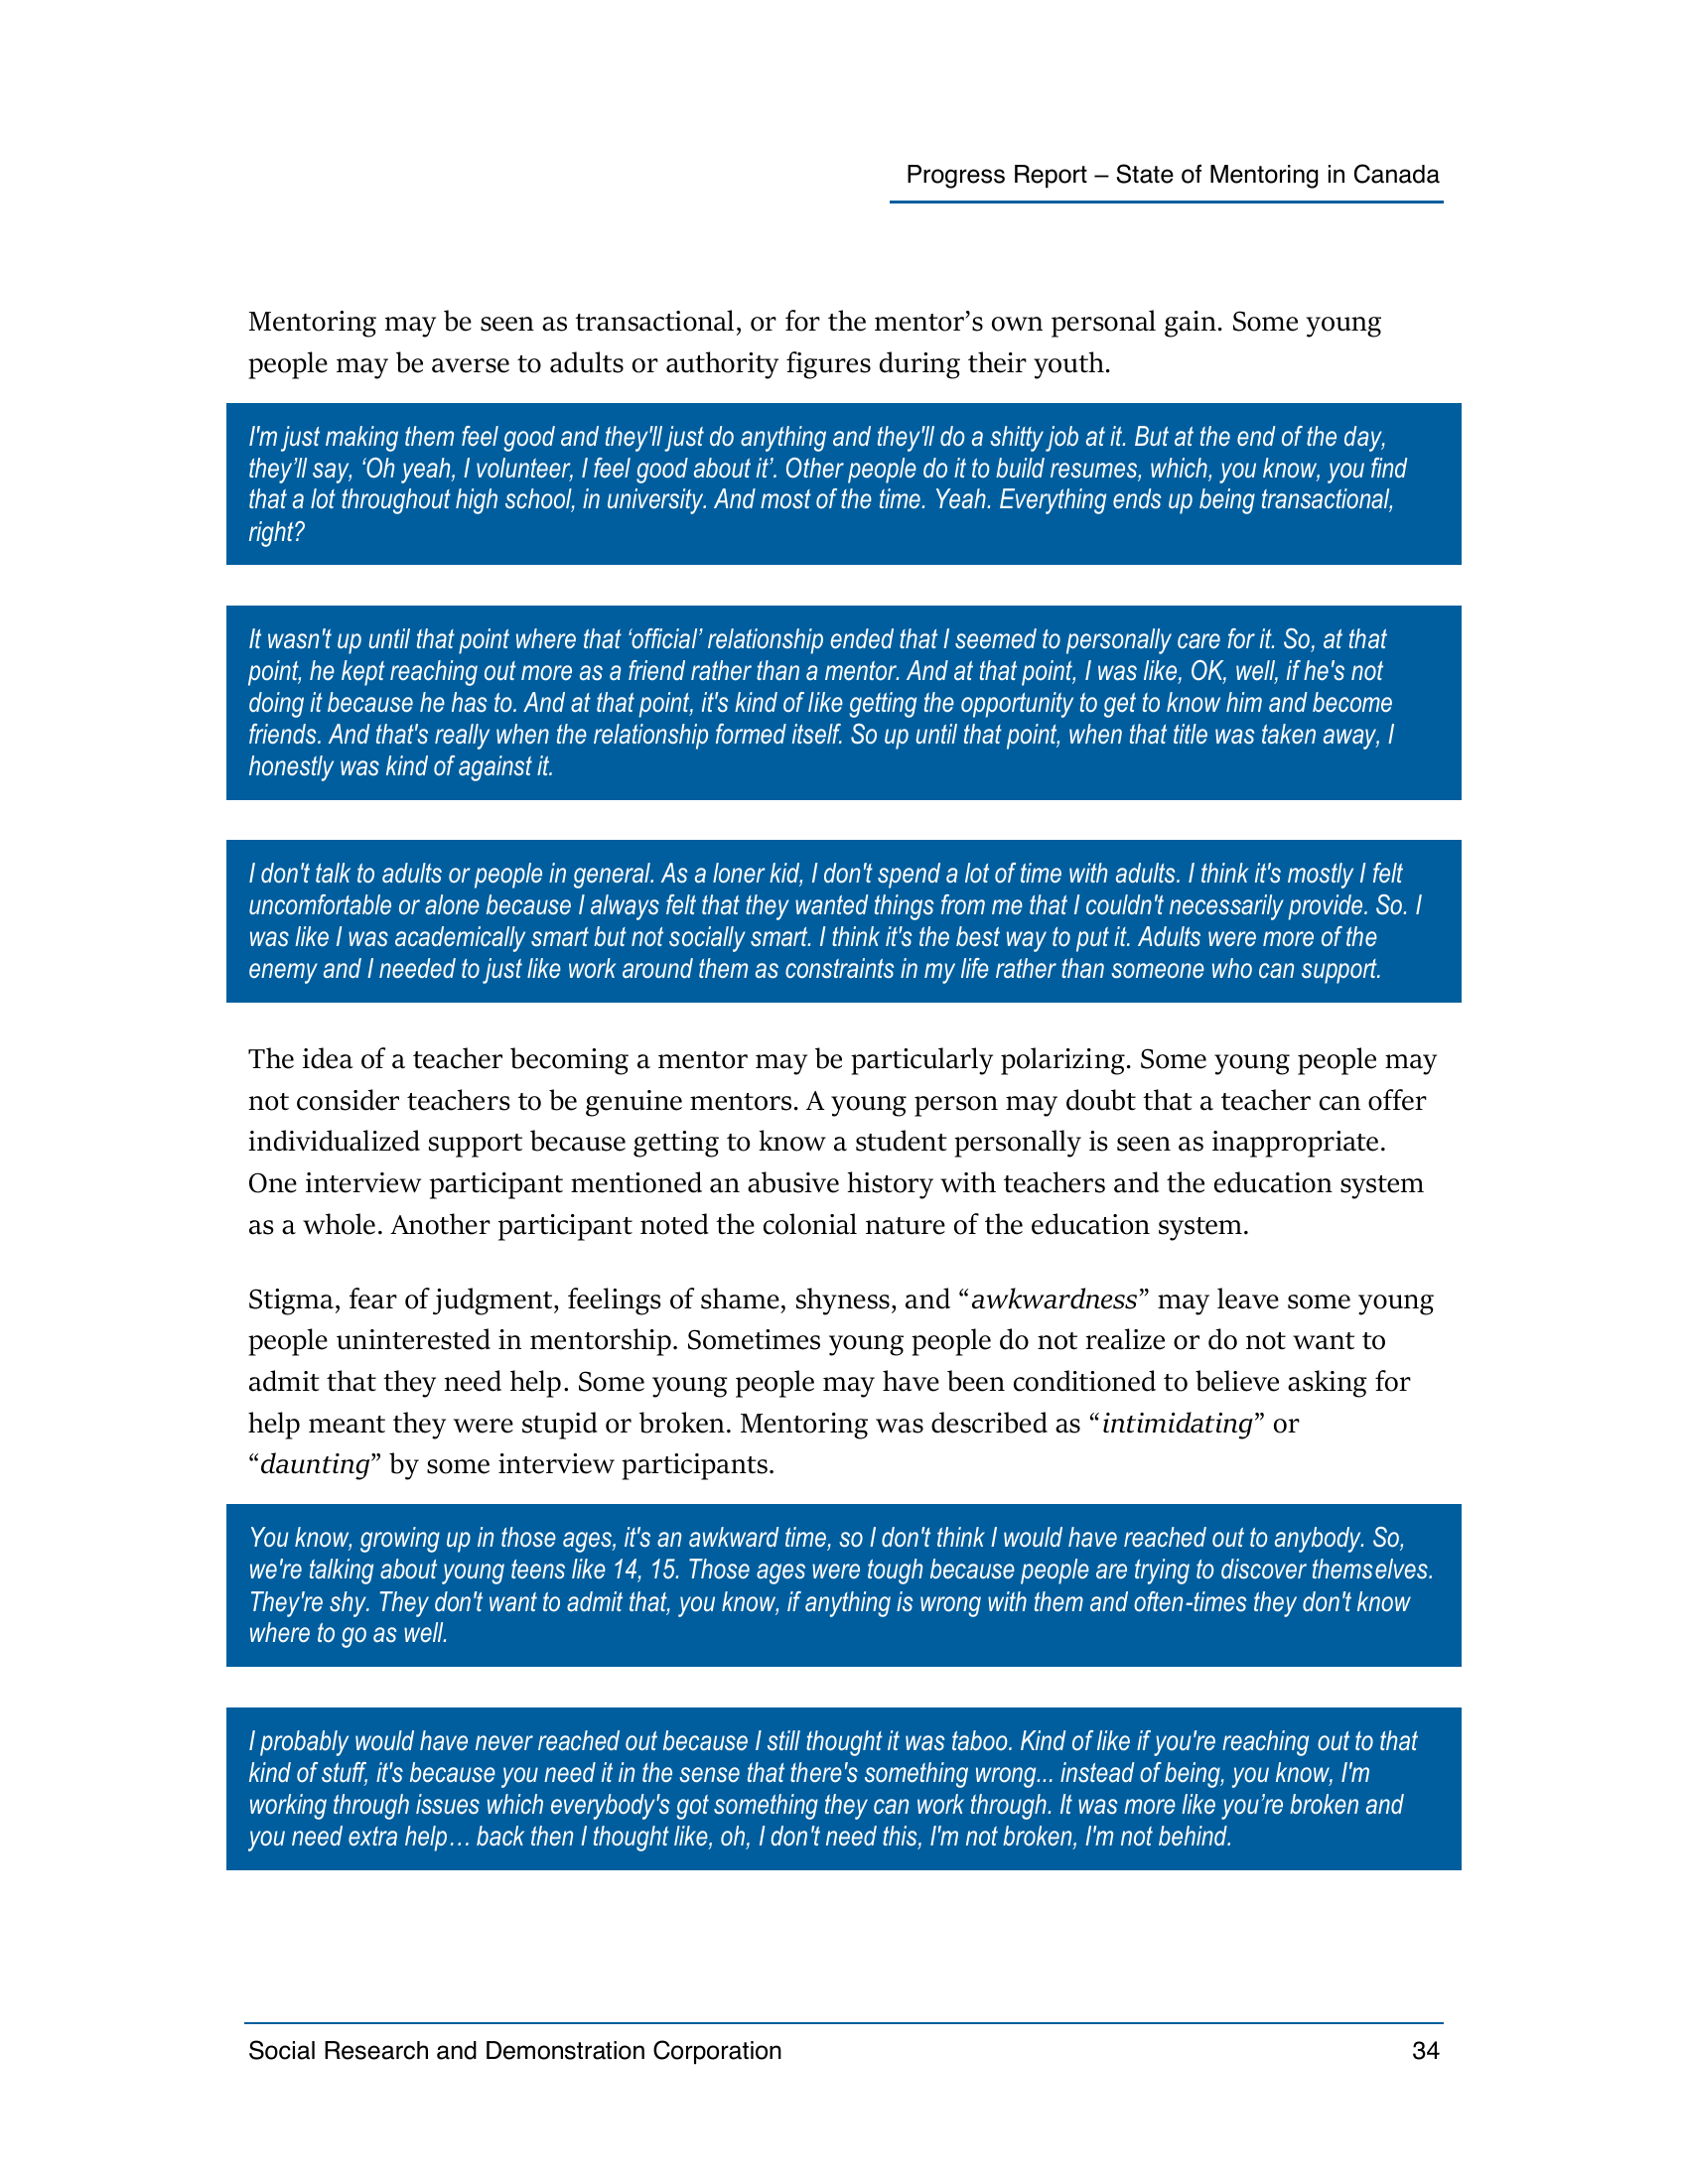 Progress Report – State of Mentoring in Canada
Mentoring may be seen as transactional, or for the mentor’s own personal gain. Some young
people may be averse to adults or authority figures during their youth.
I'm just making them feel good and they'll just do anything and they'll do a shitty job at it. But at the end of the day,
they’ll say, ‘Oh yeah, I volunteer, I feel good about it’. Other people do it to build resumes, which, you know, you find
that a lot throughout high school, in university. And most of the time. Yeah. Everything ends up being transactional,
right?
It wasn't up until that point where that ‘official’ relationship ended that I seemed to personally care for it. So, at that
point, he kept reaching out more as a friend rather than a mentor. And at that point, I was like, OK, well, if he's not
doing it because he has to. And at that point, it's kind of like getting the opportunity to get to know him and become
friends. And that's really when the relationship formed itself. So up until that point, when that title was taken away, I
honestly was kind of against it.
I don't talk to adults or people in general. As a loner kid, I don't spend a lot of time with adults. I think it's mostly I felt
uncomfortable or alone because I always felt that they wanted things from me that I couldn't necessarily provide. So. I
was like I was academically smart but not socially smart. I think it's the best way to put it. Adults were more of the
enemy and I needed to just like work around them as constraints in my life rather than someone who can support.
The idea of a teacher becoming a mentor may be particularly polarizing. Some young people may
not consider teachers to be genuine mentors. A young person may doubt that a teacher can offer
individualized support because getting to know a student personally is seen as inappropriate.
One interview participant mentioned an abusive history with teachers and the education system
as a whole. Another participant noted the colonial nature of the education system.
Stigma, fear of judgment, feelings of shame, shyness, and “awkwardness” may leave some young
people uninterested in mentorship. Sometimes young people do not realize or do not want to
admit that they need help. Some young people may have been conditioned to believe asking for
help meant they were stupid or broken. Mentoring was described as “intimidating” or
“daunting” by some interview participants.
You know, growing up in those ages, it's an awkward time, so I don't think I would have reached out to anybody. So,
we're talking about young teens like 14, 15. Those ages were tough because people are trying to discover themselves.
They're shy. They don't want to admit that, you know, if anything is wrong with them and often-times they don't know
where to go as well.
I probably would have never reached out because I still thought it was taboo. Kind of like if you're reaching out to that
kind of stuff, it's because you need it in the sense that there's something wrong... instead of being, you know, I'm
working through issues which everybody's got something they can work through. It was more like you’re broken and
you need extra help… back then I thought like, oh, I don't need this, I'm not broken, I'm not behind.
Social Research and Demonstration Corporation 34